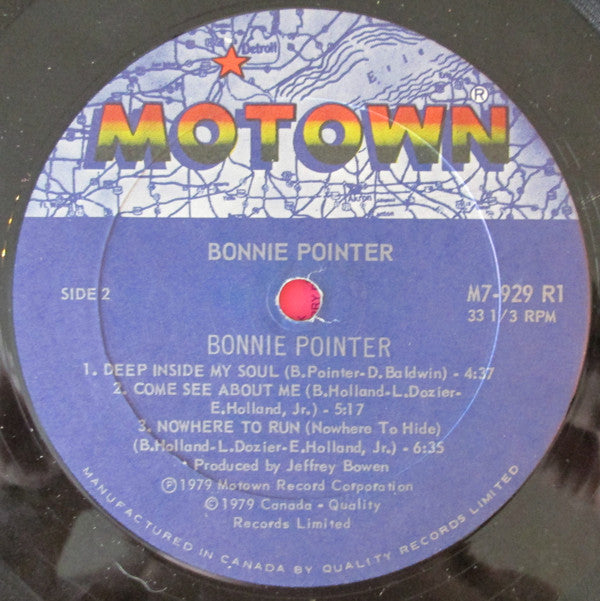 Detroit
Erie
MOTOWN®
BONNIE POINTER
SIDE 2
M7-929 R1
33 1/3 RPM
BONNIE POINTER
1. DEEP INSIDE MY SOUL (B.Pointer-D.Baldwin) - 4:37
2. COME SEE ABOUT ME (B.Holland-L.Dozier-
E.Holland, Jr.) - 5:17
3. NOWHERE TO RUN (Nowhere To Hide)
(B.Holland-L.Dozier-E.Holland, Jr.) - 6:35
• Produced by Jeffrey Bowen
Ⓟ 1979 Motown Record Corporation
© 1979 Canada - Quality
Records Limited
MANUFACTURED IN CANADA BY QUALITY RECORDS LIMITED